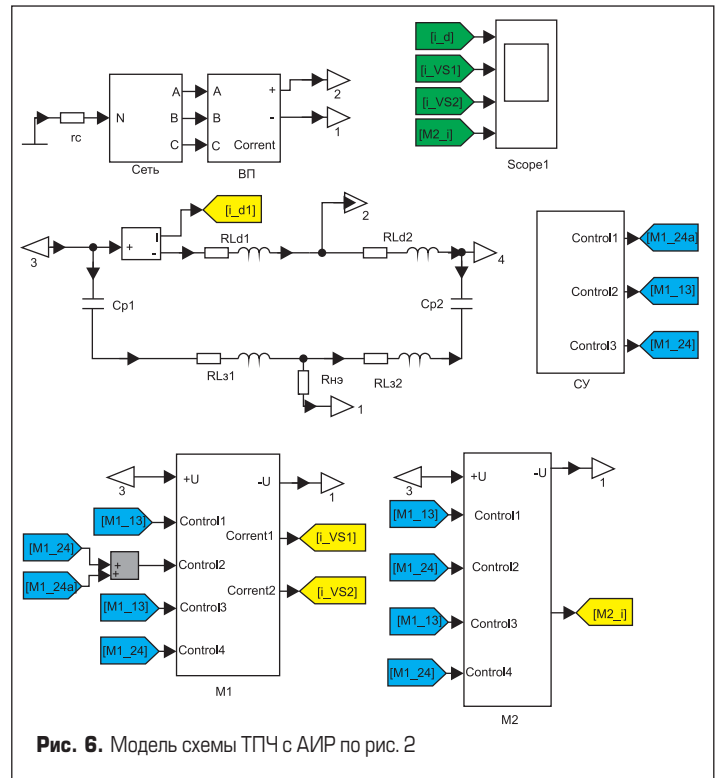 [i_d]
[i_VS1]
[i_VS2]
[M2_i]
Scope1
rc
N
A
B
C
Сеть
A
B
C
+
-
Corrent
ВП
2
1
[i_d1]
+
I
-
3
RLd1
2
RLd2
4
Cp1
Cp2
RLз1
Rнэ
RLз2
1
Control1
Control2
Control3
[M1_24a]
[M1_13]
[M1_24]
СУ
3
+U
-U
1
[M1_13]
Control1
Corrent1
[i_VS1]
[M1_24]
+
+
Control2
[M1_24a]
Corrent2
[i_VS2]
[M1_13]
Control3
[M1_24]
Control4
M1
3
+U
-U
1
[M1_13]
Control1
[M1_24]
Control2
[M1_13]
Control3
[M2_i]
[M1_24]
Control4
M2
Рис. 6. Модель схемы ТПЧ с АИР по рис. 2